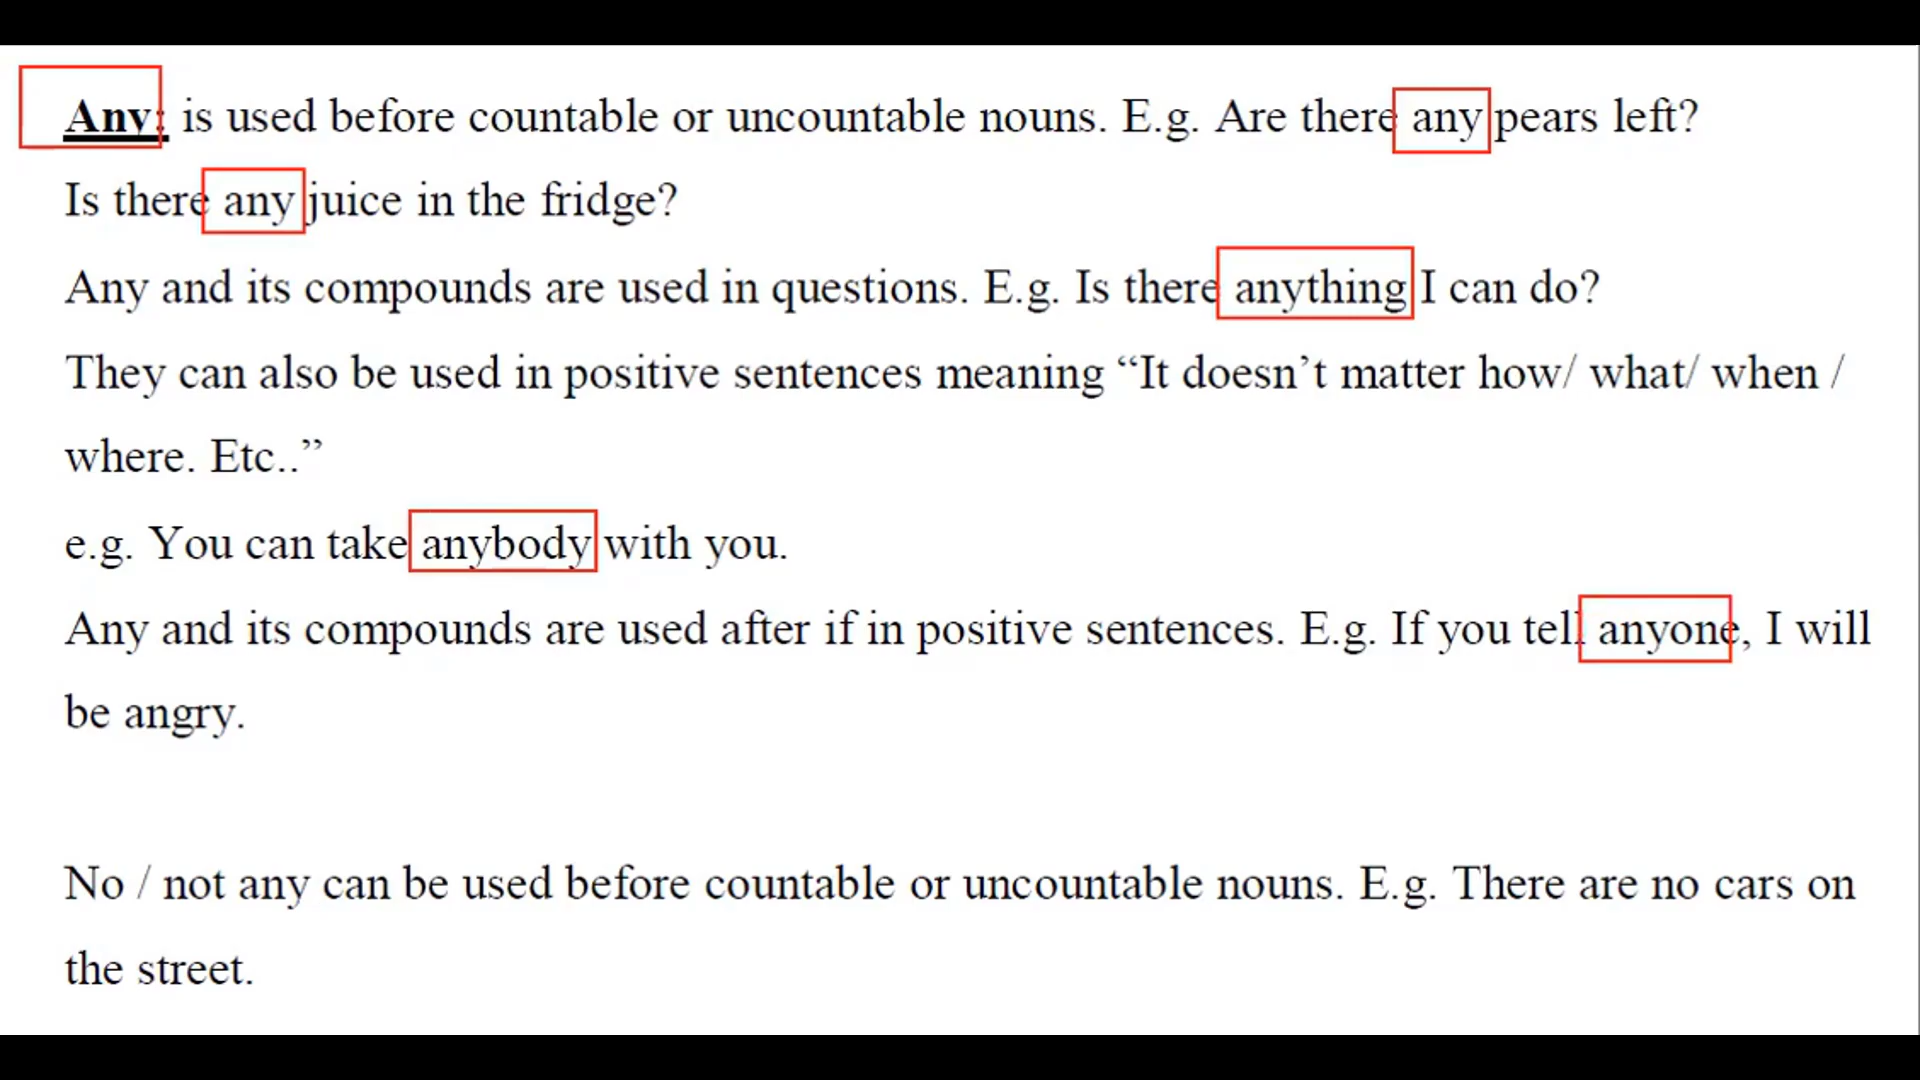 Any: is used before countable or uncountable nouns. E.g. Are there any pears left?
Is there any juice in the fridge?
Any and its compounds are used in questions. E.g. Is there anything I can do?
They can also be used in positive sentences meaning “It doesn’t matter how/ what/ when /
where. Etc..”
e.g. You can take anybody with you.
Any and its compounds are used after if in positive sentences. E.g. If you tell anyone, I will
be angry.
No / not any can be used before countable or uncountable nouns. E.g. There are no cars on
the street.